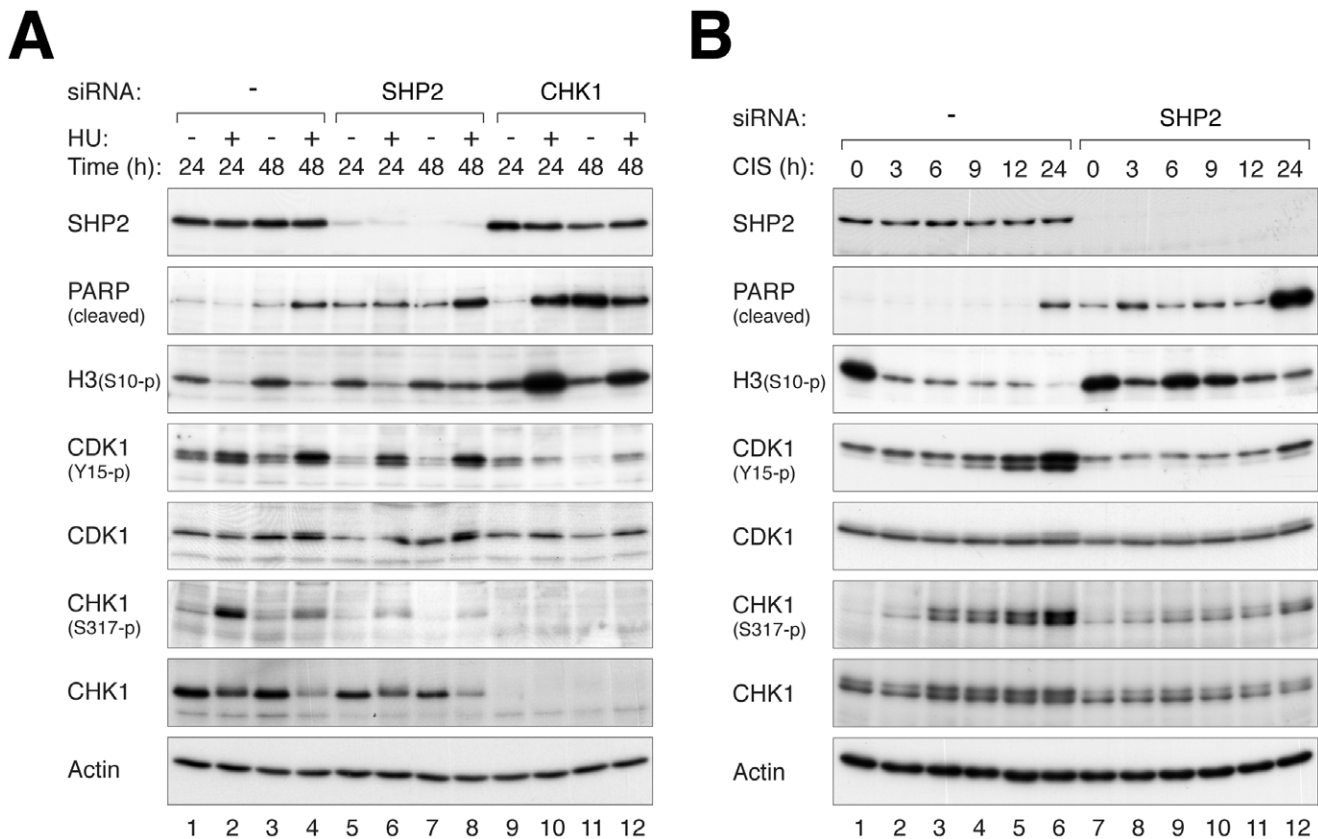 A
siRNA: - SHP2 CHK1
HU: - + - + - + - + - + - +
Time (h): 24 24 48 48 24 24 48 48 24 24 48 48
SHP2
PARP
(cleaved)
H3(S10-p)
CDK1
(Y15-p)
CDK1
CHK1
(S317-p)
CHK1
Actin
1 2 3 4 5 6 7 8 9 10 11 12
B
siRNA: - SHP2
CIS (h): 0 3 6 9 12 24 0 3 6 9 12 24
SHP2
PARP
(cleaved)
H3(S10-p)
CDK1
(Y15-p)
CDK1
CHK1
(S317-p)
CHK1
Actin
1 2 3 4 5 6 7 8 9 10 11 12